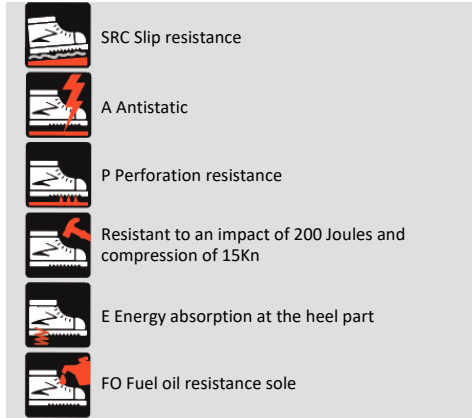 SRC Slip resistance
A Antistatic
P Perforation resistance
Resistant to an impact of 200 Joules and
compression of 15Kn
E Energy absorption at the heel part
FO Fuel oil resistance sole